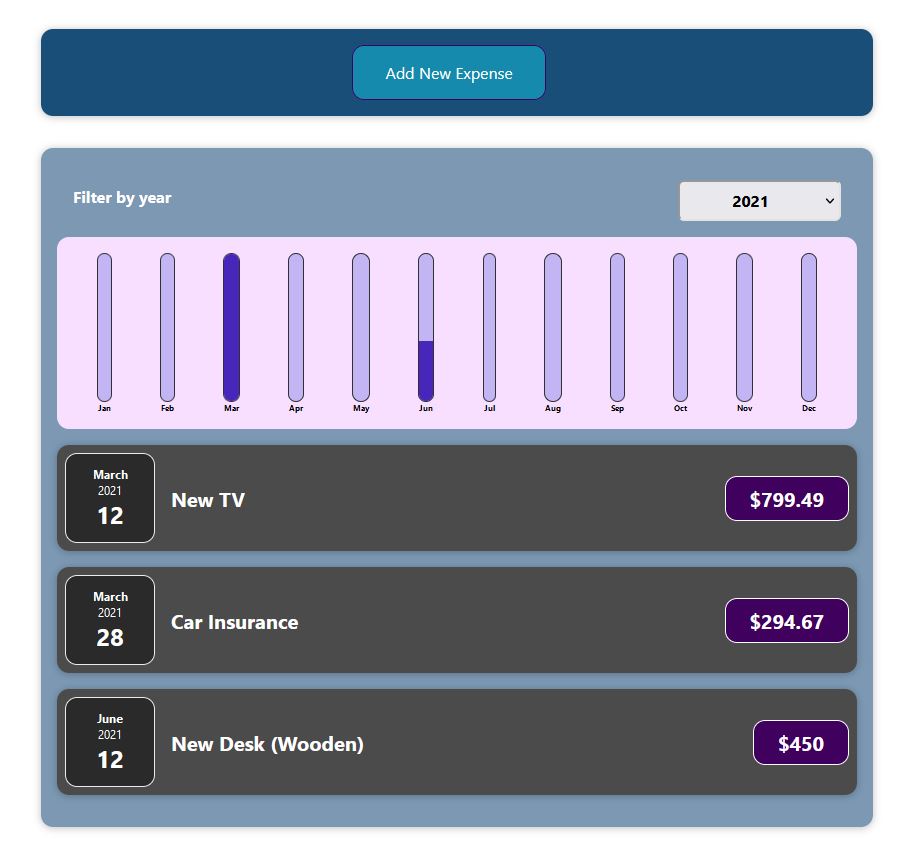 Add New Expense
Filter by year
2021
Jan Feb Mar Apr May Jun Jul Aug Sep Oct Nov Dec
March
2021
12
New TV
$799.49
March
2021
28
Car Insurance
$294.67
June
2021
12
New Desk (Wooden)
$450